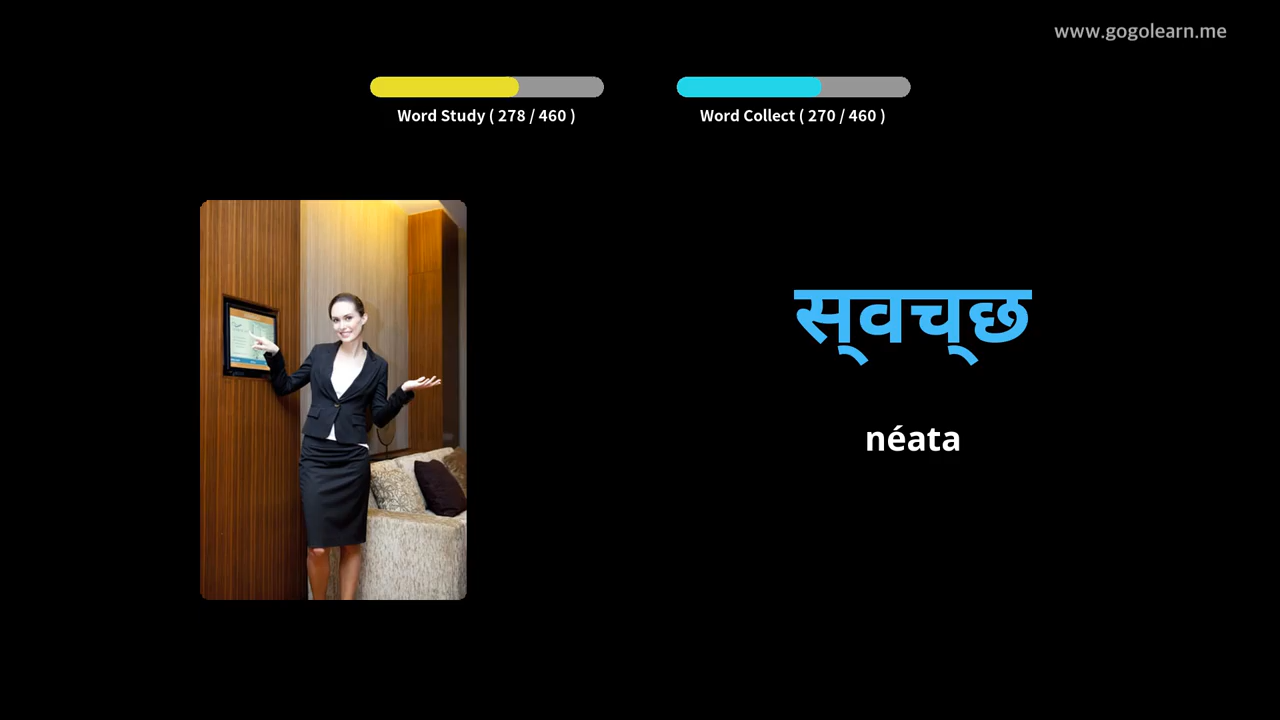 www.gogolearn.me
Word Study ( 278 / 460 )
Word Collect ( 270 / 460 )
स्‌वच्‌छ
néata